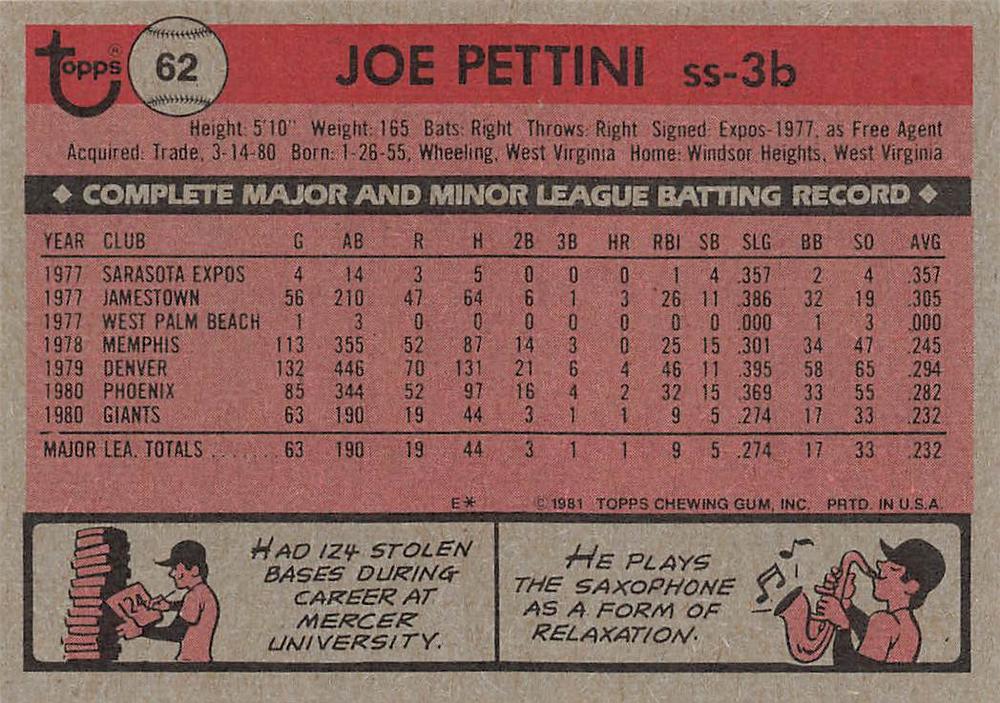 Topps® 62 JOE PETTINI ss-3b
Height: 5'10" Weight: 165 Bats: Right Throws: Right Signed: Expos-1977, as Free Agent
Acquired: Trade, 3-14-80 Born: 1-26-55, Wheeling, West Virginia Home: Windsor Heights, West Virginia
◆ COMPLETE MAJOR AND MINOR LEAGUE BATTING RECORD ◆
YEAR CLUB G AB R H 2B 3B HR RBI SB SLG BB SO AVG
1977 SARASOTA EXPOS 4 14 3 5 0 0 0 1 4 .357 2 4 .357
1977 JAMESTOWN 56 210 47 64 6 1 3 26 11 .386 32 19 .305
1977 WEST PALM BEACH 1 3 0 0 0 0 0 0 0 .000 1 3 .000
1978 MEMPHIS 113 355 52 87 14 3 0 25 15 .301 34 47 .245
1979 DENVER 132 446 70 131 21 6 4 46 11 .395 58 65 .294
1980 PHOENIX 85 344 52 97 16 4 2 32 15 .369 33 55 .282
1980 GIANTS 63 190 19 44 3 1 1 9 5 .274 17 33 .232
MAJOR LEA. TOTALS ....... 63 190 19 44 3 1 1 9 5 .274 17 33 .232
E* © 1981 TOPPS CHEWING GUM, INC. PRTD. IN U.S.A.
124
HAD 124 STOLEN
BASES DURING
CAREER AT
MERCER
UNIVERSITY.
HE PLAYS
THE SAXOPHONE
AS A FORM OF
RELAXATION.